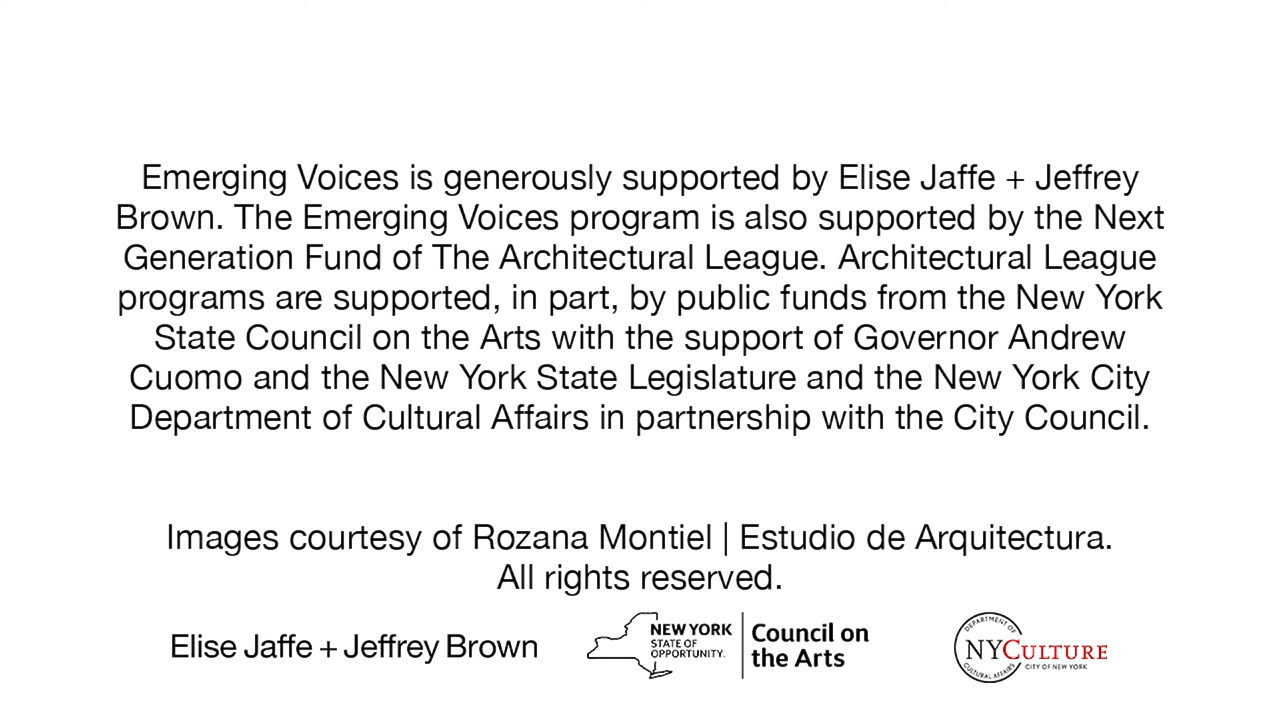 Emerging Voices is generously supported by Elise Jaffe + Jeffrey
Brown. The Emerging Voices program is also supported by the Next
Generation Fund of The Architectural League. Architectural League
programs are supported, in part, by public funds from the New York
State Council on the Arts with the support of Governor Andrew
Cuomo and the New York State Legislature and the New York City
Department of Cultural Affairs in partnership with the City Council.
Images courtesy of Rozana Montiel | Estudio de Arquitectura.
All rights reserved.
Elise Jaffe + Jeffrey Brown
NEW YORK
STATE OF
OPPORTUNITY.
Council on
the Arts
DEPARTMENT OF
NYCULTURE
CITY OF NEW YORK
CULTURAL AFFAIRS